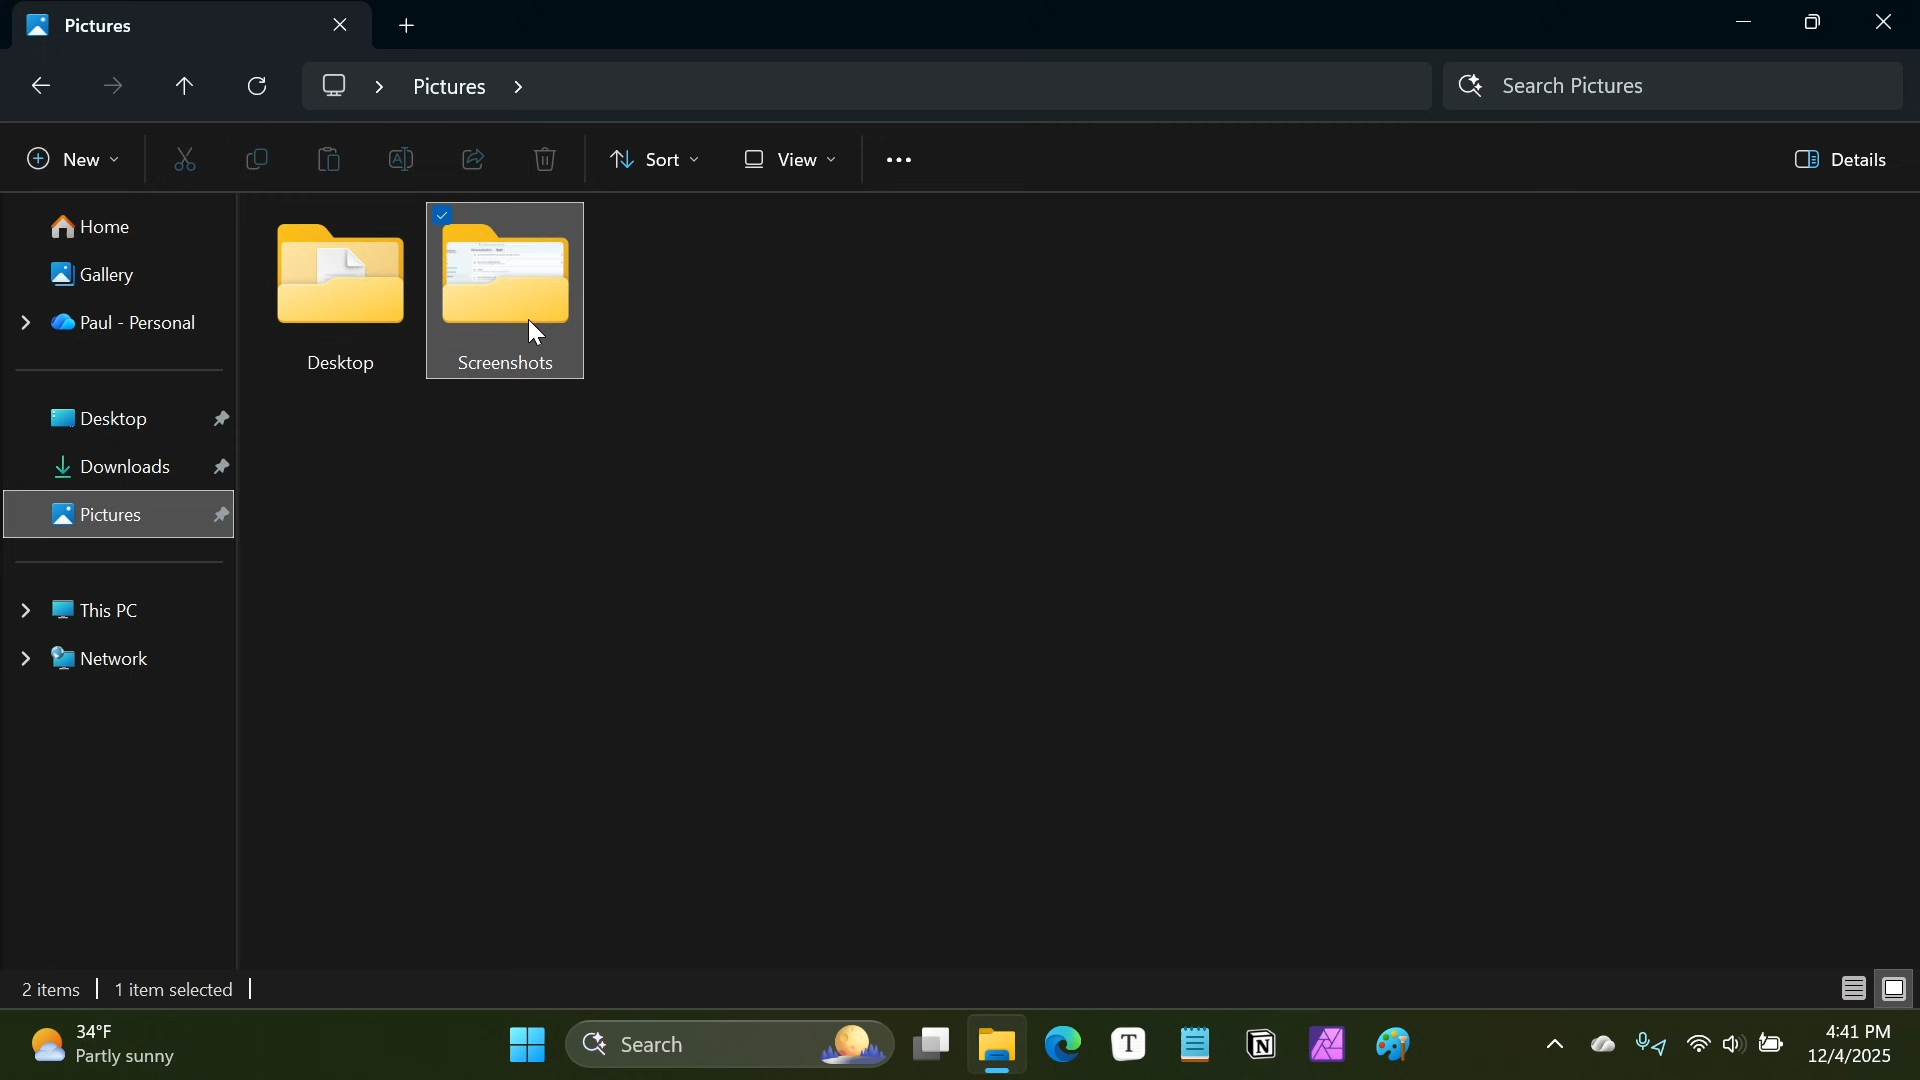 Pictures
Pictures
Search Pictures
New
Sort
View
Details
Home
Gallery
Paul - Personal
Desktop
Downloads
Pictures
This PC
Network
Desktop
Screenshots
2 items
1 item selected
34°F
Partly sunny
Search
T
N
4:41 PM
12/4/2025